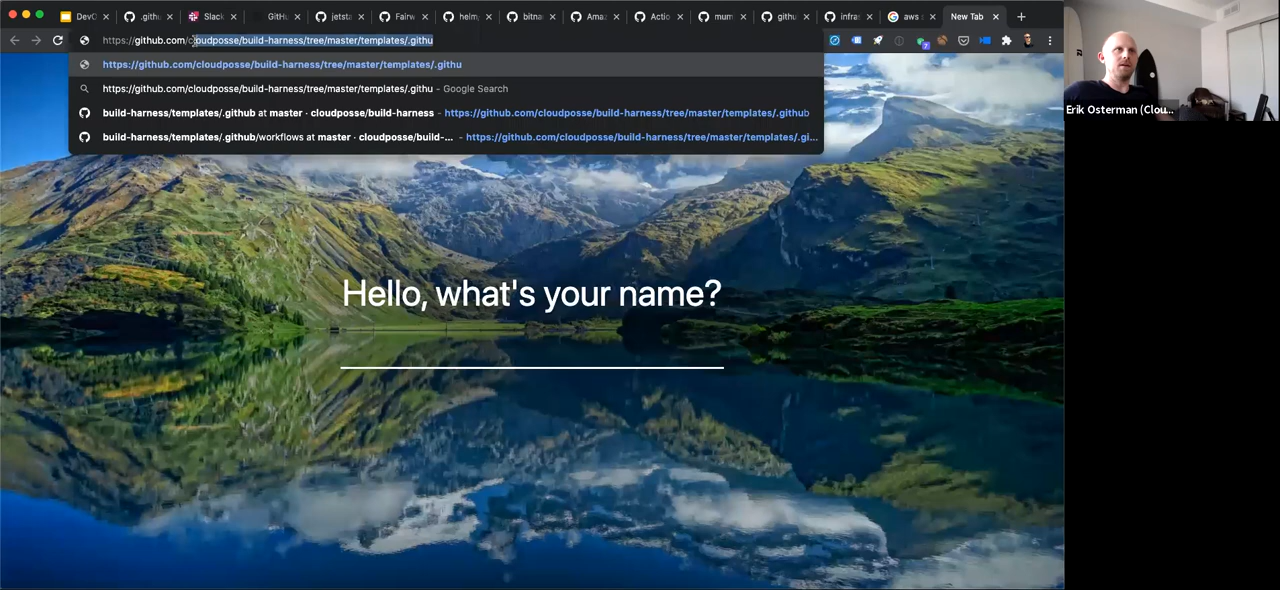 DevO
.githu
Slack
GitHu
jetsta
Fairw
helm
bitna
Amaz
Actio
mum
githu
infras
aws s
New Tab
https://github.com/cloudposse/build-harness/tree/master/templates/.githu
https://github.com/cloudposse/build-harness/tree/master/templates/.githu
https://github.com/cloudposse/build-harness/tree/master/templates/.githu - Google Search
build-harness/templates/.github at master · cloudposse/build-harness - https://github.com/cloudposse/build-harness/tree/master/templates/.github
build-harness/templates/.github/workflows at master · cloudposse/build-... - https://github.com/cloudposse/build-harness/tree/master/templates/.gi...
Erik Osterman (Clou...
Hello, what's your name?